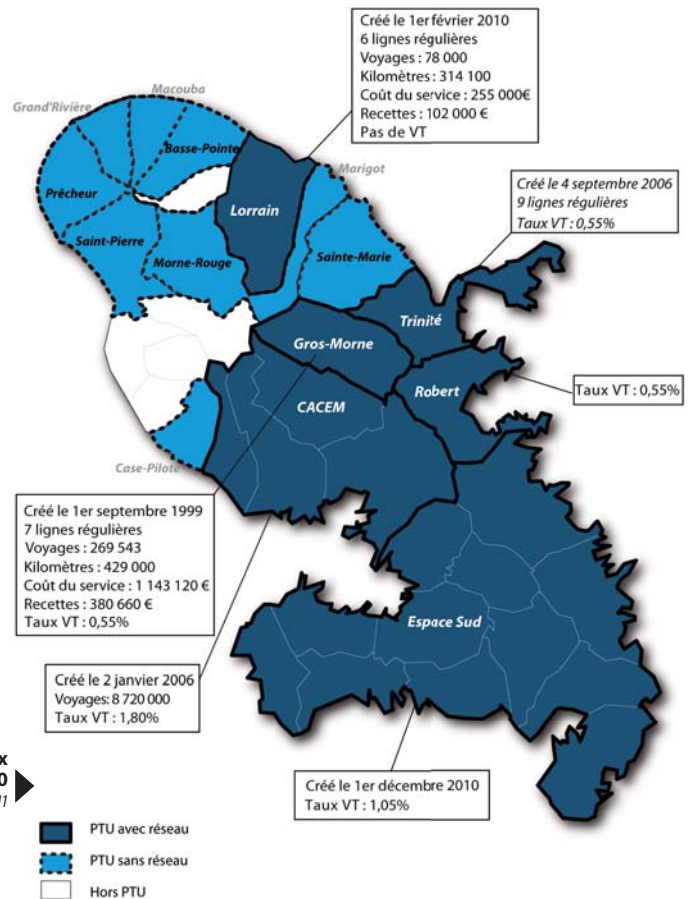 Créé le 1er février 2010
6 lignes régulières
Voyages : 78 000
Kilomètres : 314 100
Coût du service : 255 000€
Recettes : 102 000 €
Pas de VT
Macouba
Grand'Rivière
Basse-Pointe
Marigot
Prêcheur
Lorrain
Créé le 4 septembre 2006
9 lignes régulières
Taux VT : 0,55%
Saint-Pierre
Morne-Rouge
Sainte-Marie
Trinité
Gros-Morne
Robert
Taux VT : 0,55%
CACEM
Case-Pilote
Créé le 1er septembre 1999
7 lignes régulières
Voyages : 269 543
Kilomètres : 429 000
Coût du service : 1 143 120 €
Recettes : 380 660 €
Taux VT : 0,55%
Espace Sud
Créé le 2 janvier 2006
Voyages: 8 720 000
Taux VT : 1,80%
Créé le 1er décembre 2010
Taux VT : 1,05%
x
0
PTU avec réseau
PTU sans réseau
Hors PTU